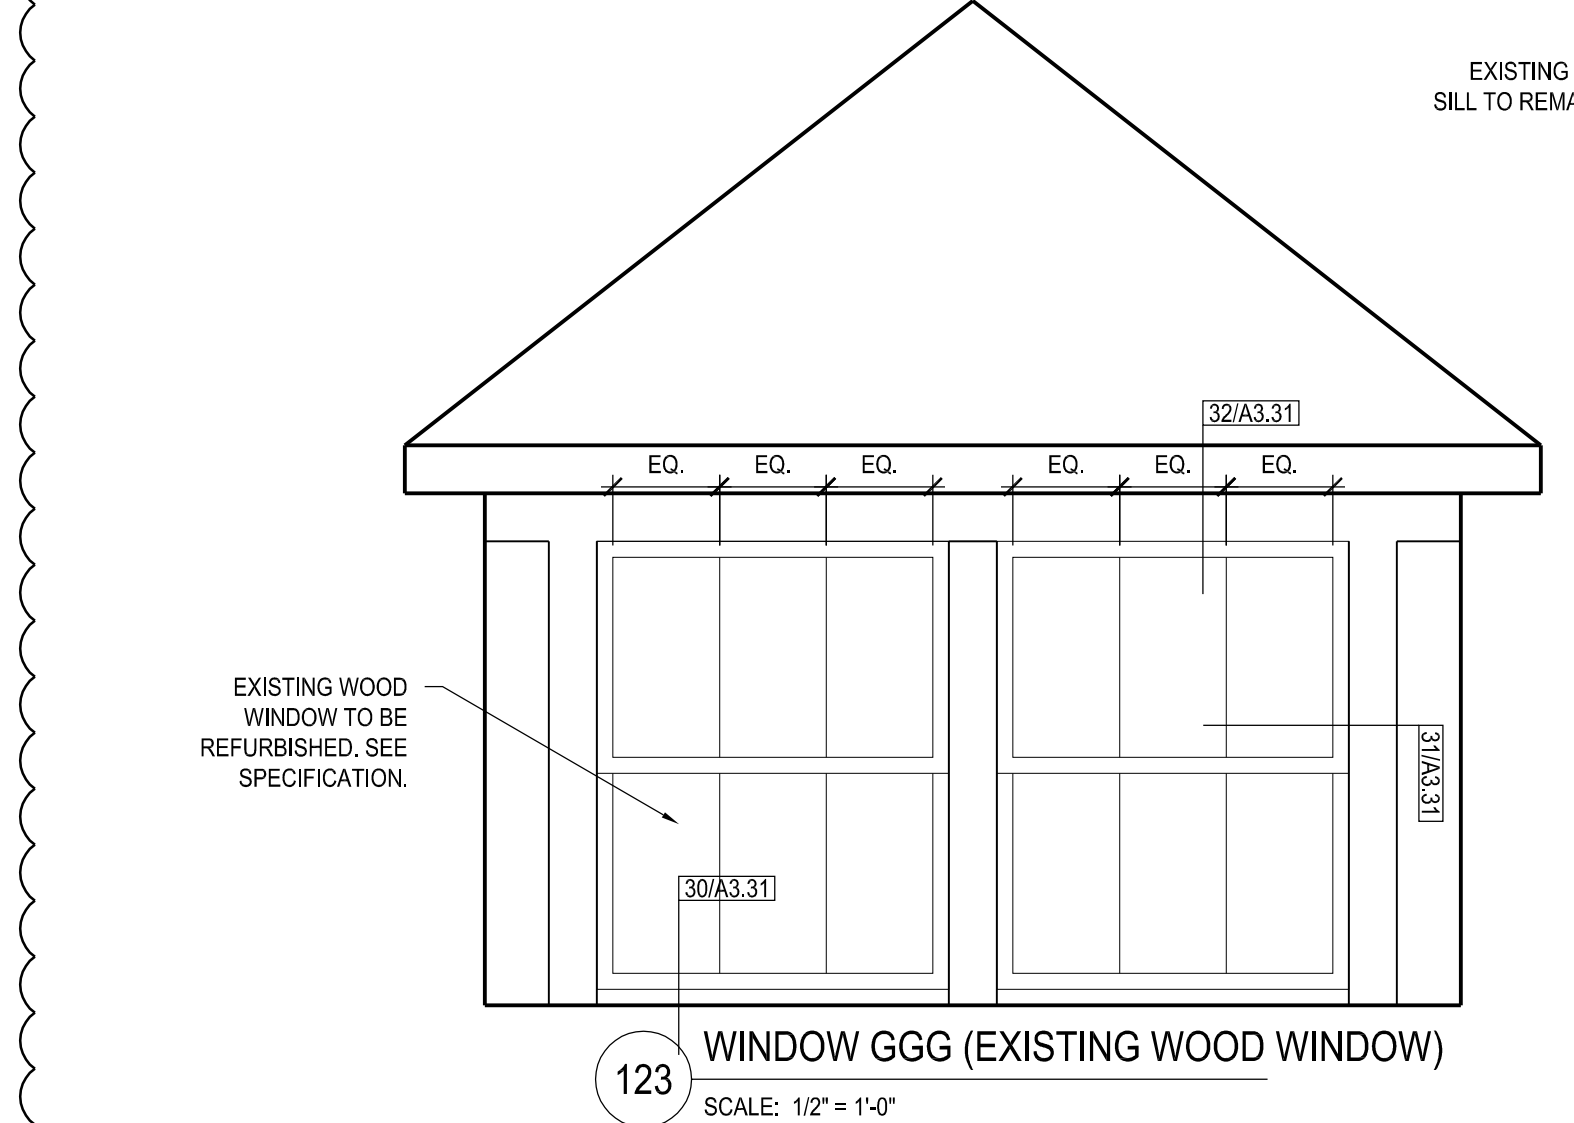 EXISTING
SILL TO REMA
32/A3.31
EQ. EQ. EQ. EQ. EQ. EQ.
EXISTING WOOD
WINDOW TO BE
REFURBISHED. SEE
SPECIFICATION.
31/A3.31
30/A3.31
WINDOW GGG (EXISTING WOOD WINDOW)
123
SCALE: 1/2" = 1'-0"